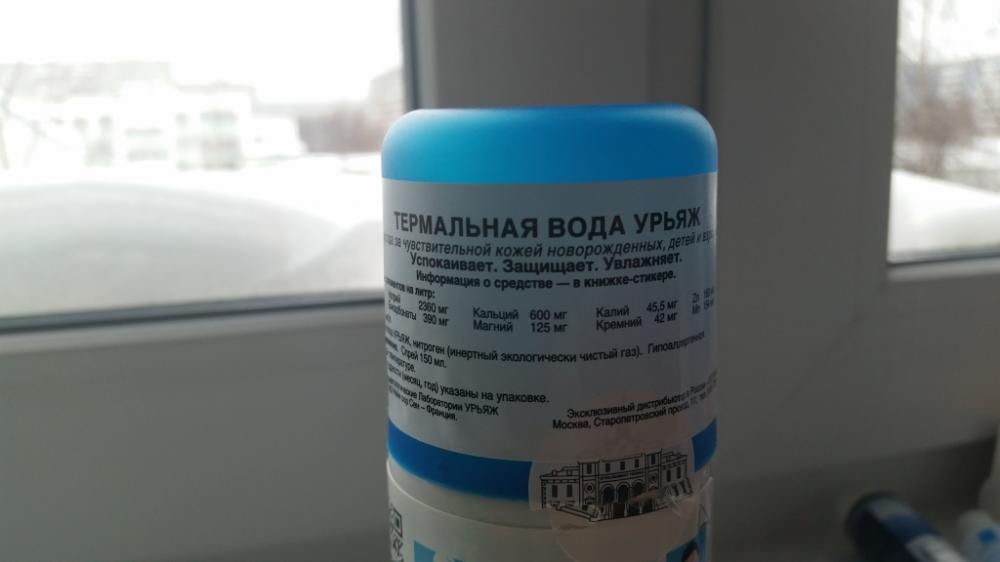 ТЕРМАЛЬНАЯ ВОДА УРЬЯЖ
за чувствительной кожей новорожденных, детей и
Успокаивает. Защищает. Увлажняет.
Информация о средстве — в книжке-стикере.
на литр:
2360 мг Кальций 600 мг Калий 45,5 мг Zn
390 мг Магний 125 мг Кремний 42 мг Mn
УРЬЯЖ, нитроген (инертный экологически чистый газ). Гипоаллергенная.
Спрей 150 мл.
(месяц, год) указаны на упаковке.
Лаборатории УРЬЯЖ
Сен – Франция.
Эксклюзивный дистрибьютор в России
Москва, Старопетровский проезд,